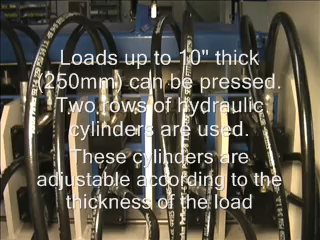 Loads up to 10" thick
(250mm) can be pressed.
Two rows of hydraulic
cylinders are used.
These cylinders are
adjustable according to the
thickness of the load